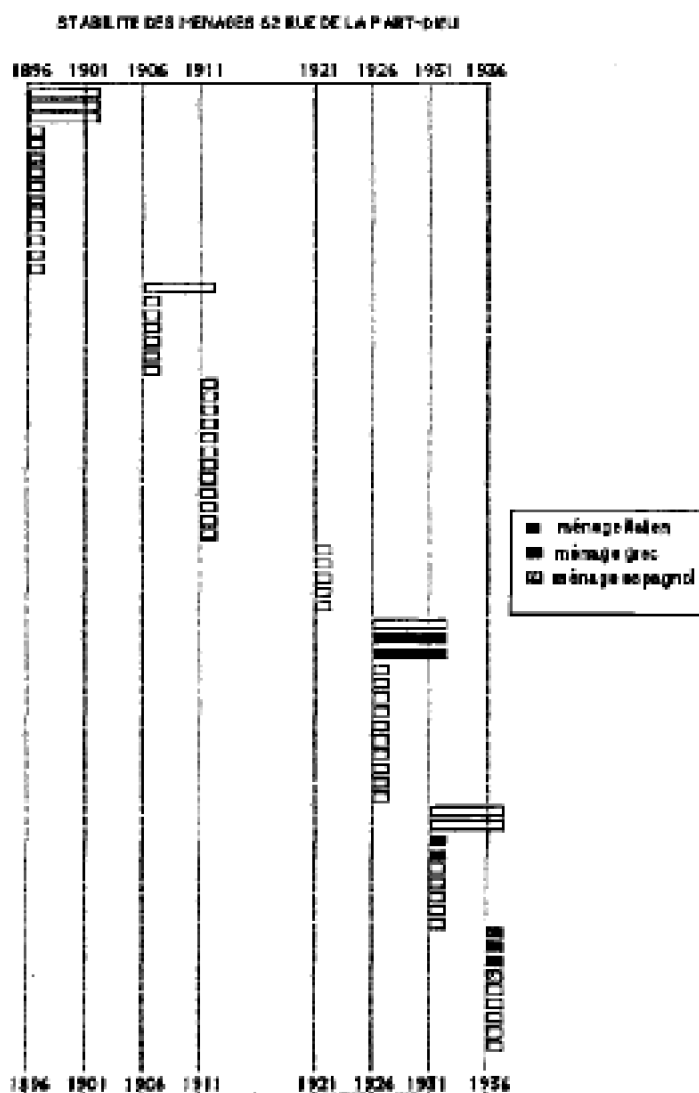 STABILITE DES MENAGES 62 RUE DE LA PART-DIEU
1896 1901 1906 1911 1921 1926 1931 1936
ménage italien
ménage grec
ménage espagnol
1896 1901 1906 1911 1921 1926 1931 1936